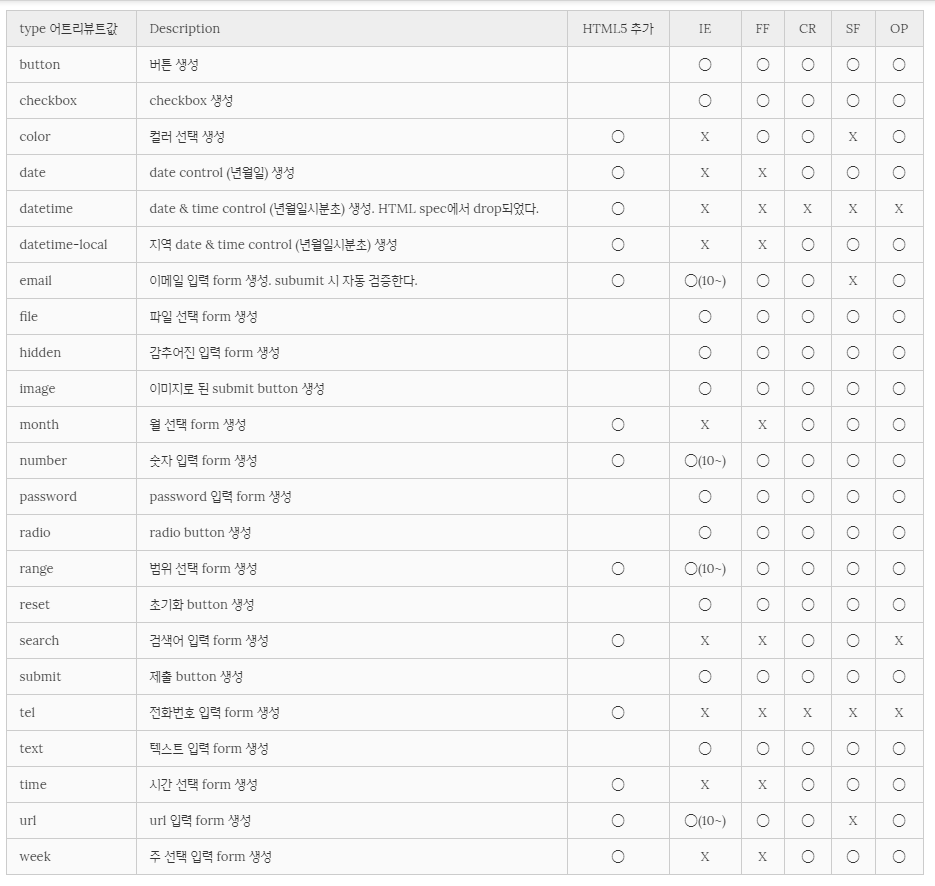 type 어트리뷰트값 Description HTML5 추가 IE FF CR SF OP
button 버튼 생성 ◯ ◯ ◯ ◯ ◯
checkbox checkbox 생성 ◯ ◯ ◯ ◯ ◯
color 컬러 선택 생성 ◯ X ◯ ◯ X ◯
date date control (년월일) 생성 ◯ X X ◯ ◯ ◯
datetime date & time control (년월일시분초) 생성. HTML spec에서 drop되었다. ◯ X X X X X
datetime-local 지역 date & time control (년월일시분초) 생성 ◯ X X ◯ ◯ ◯
email 이메일 입력 form 생성. subumit 시 자동 검증한다. ◯ ◯(10~) ◯ ◯ X ◯
file 파일 선택 form 생성 ◯ ◯ ◯ ◯ ◯
hidden 감추어진 입력 form 생성 ◯ ◯ ◯ ◯ ◯
image 이미지로 된 submit button 생성 ◯ ◯ ◯ ◯ ◯
month 월 선택 form 생성 ◯ X X ◯ ◯ ◯
number 숫자 입력 form 생성 ◯ ◯(10~) ◯ ◯ ◯ ◯
password password 입력 form 생성 ◯ ◯ ◯ ◯ ◯
radio radio button 생성 ◯ ◯ ◯ ◯ ◯
range 범위 선택 form 생성 ◯ ◯(10~) ◯ ◯ ◯ ◯
reset 초기화 button 생성 ◯ ◯ ◯ ◯ ◯
search 검색어 입력 form 생성 ◯ X X ◯ ◯ X
submit 제출 button 생성 ◯ ◯ ◯ ◯ ◯
tel 전화번호 입력 form 생성 ◯ X X X X X
text 텍스트 입력 form 생성 ◯ ◯ ◯ ◯ ◯
time 시간 선택 form 생성 ◯ X X ◯ ◯ ◯
url url 입력 form 생성 ◯ ◯(10~) ◯ ◯ X ◯
week 주 선택 입력 form 생성 ◯ X X ◯ ◯ ◯